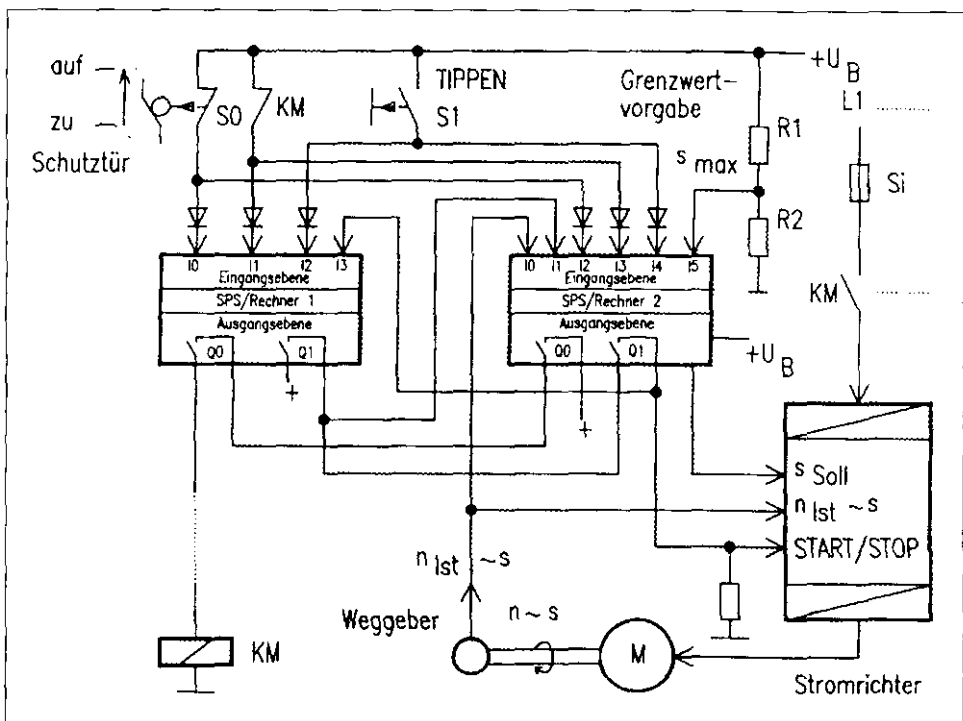 auf
zu
Schutztür
S0
KM
TIPPEN
S1
Grenzwert-
vorgabe
+U B
L1
R1
s max
R2
Si
KM
I0 I1 I2 I3
Eingangsebene
SPS/Rechner 1
Ausgangsebene
Q0 Q1
+
I0 I1 I2 I3 I4 I5
Eingangsebene
SPS/Rechner 2
Ausgangsebene
Q0 Q1
+
+U B
s Soll
n Ist ~s
START/STOP
n Ist ~s
n~s
Weggeber
M
KM
Stromrichter